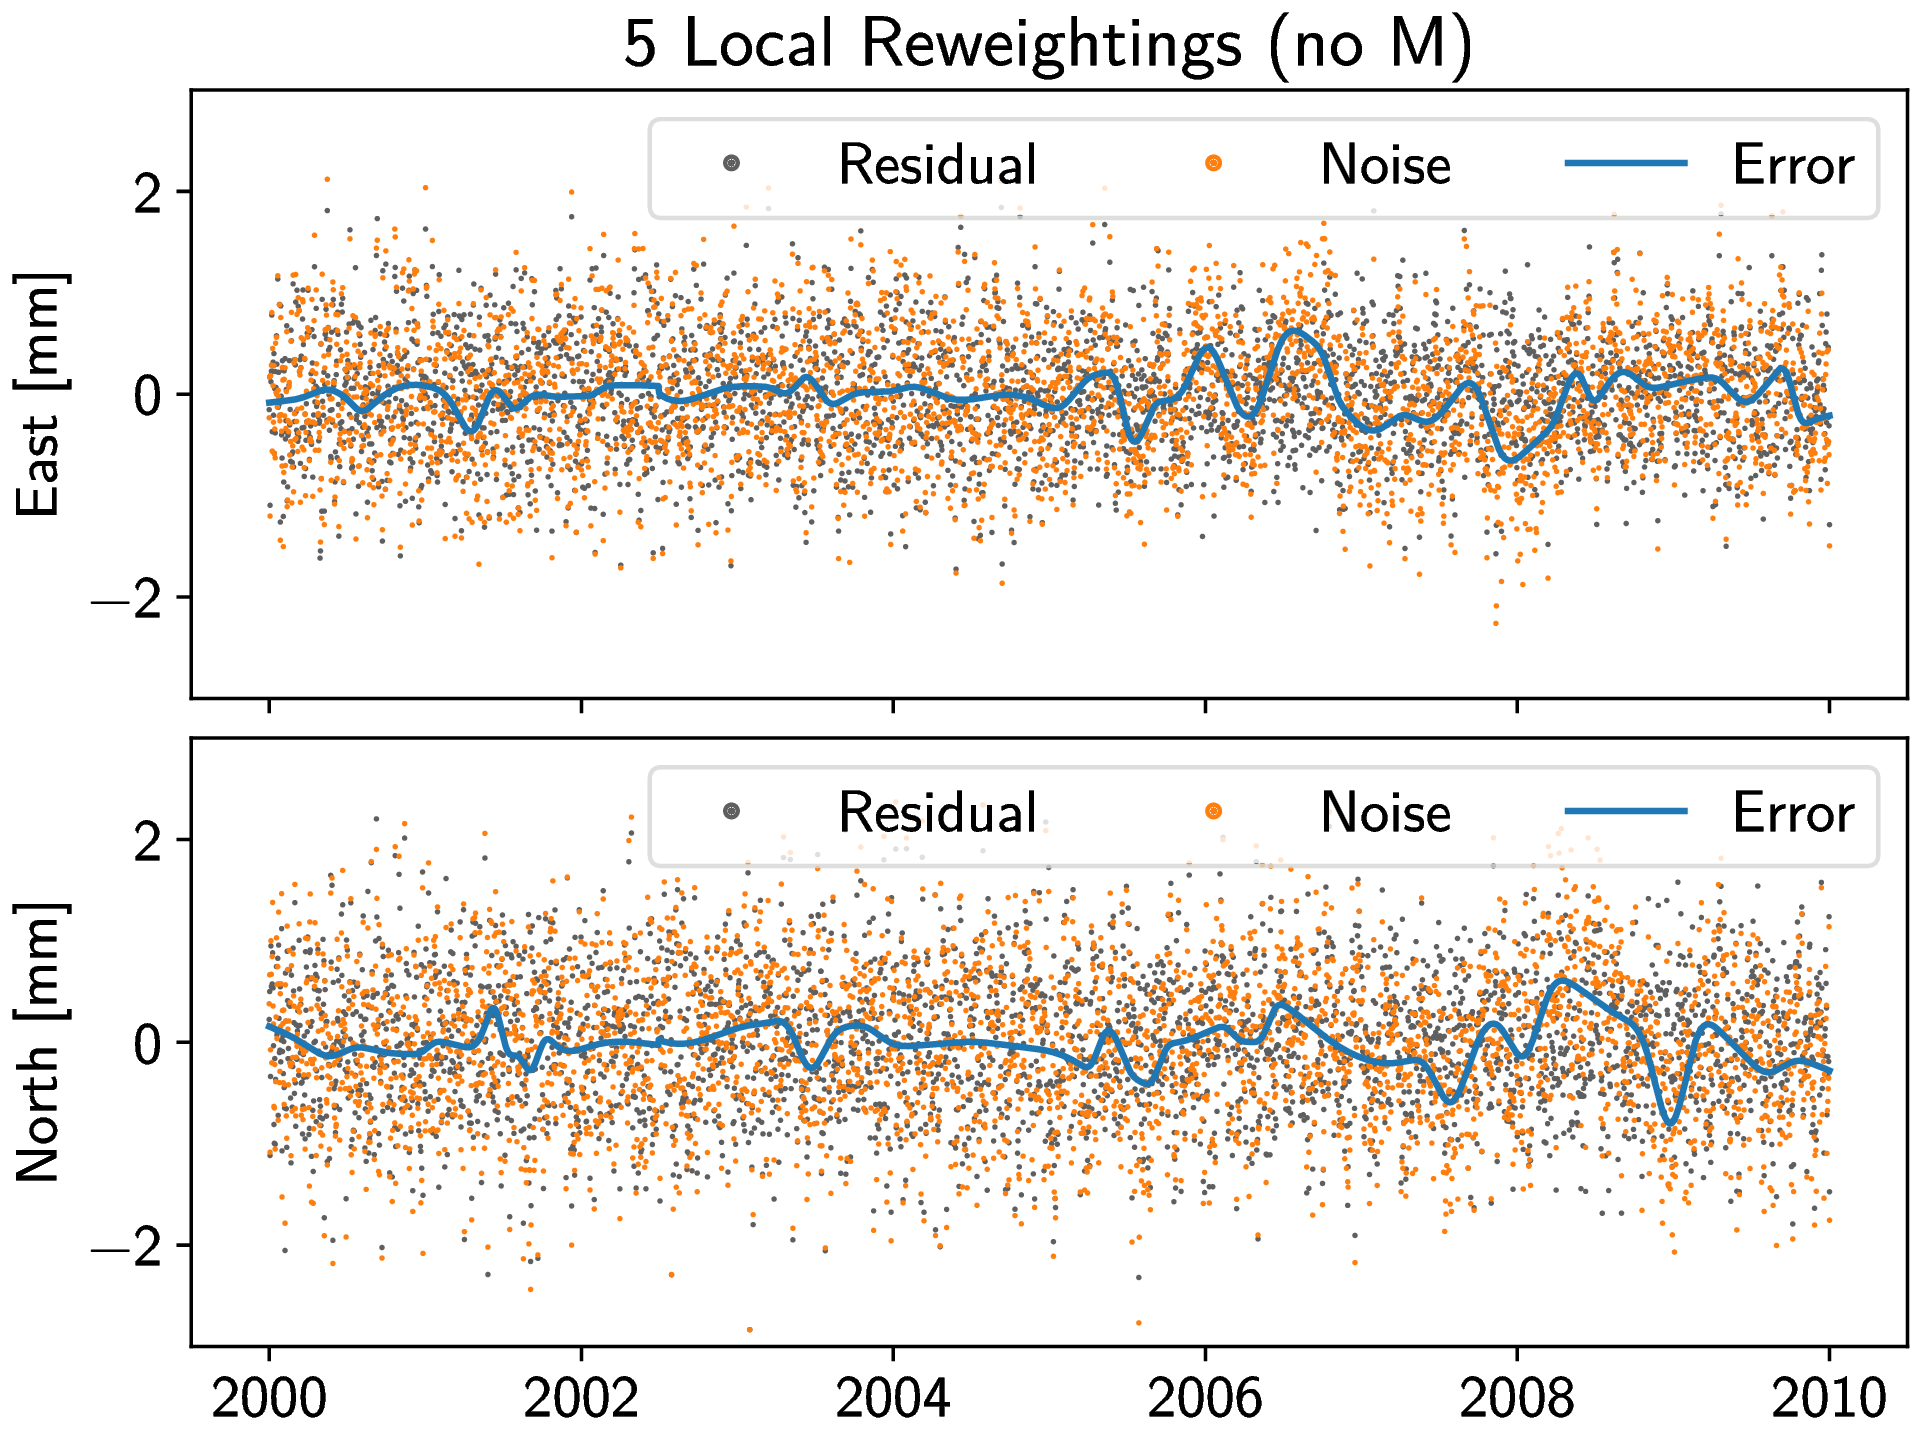 5 Local Reweightings (no M)
Residual Noise Error
2
0
−2
East [mm]
Residual Noise Error
2
0
−2
North [mm]
2000 2002 2004 2006 2008 2010